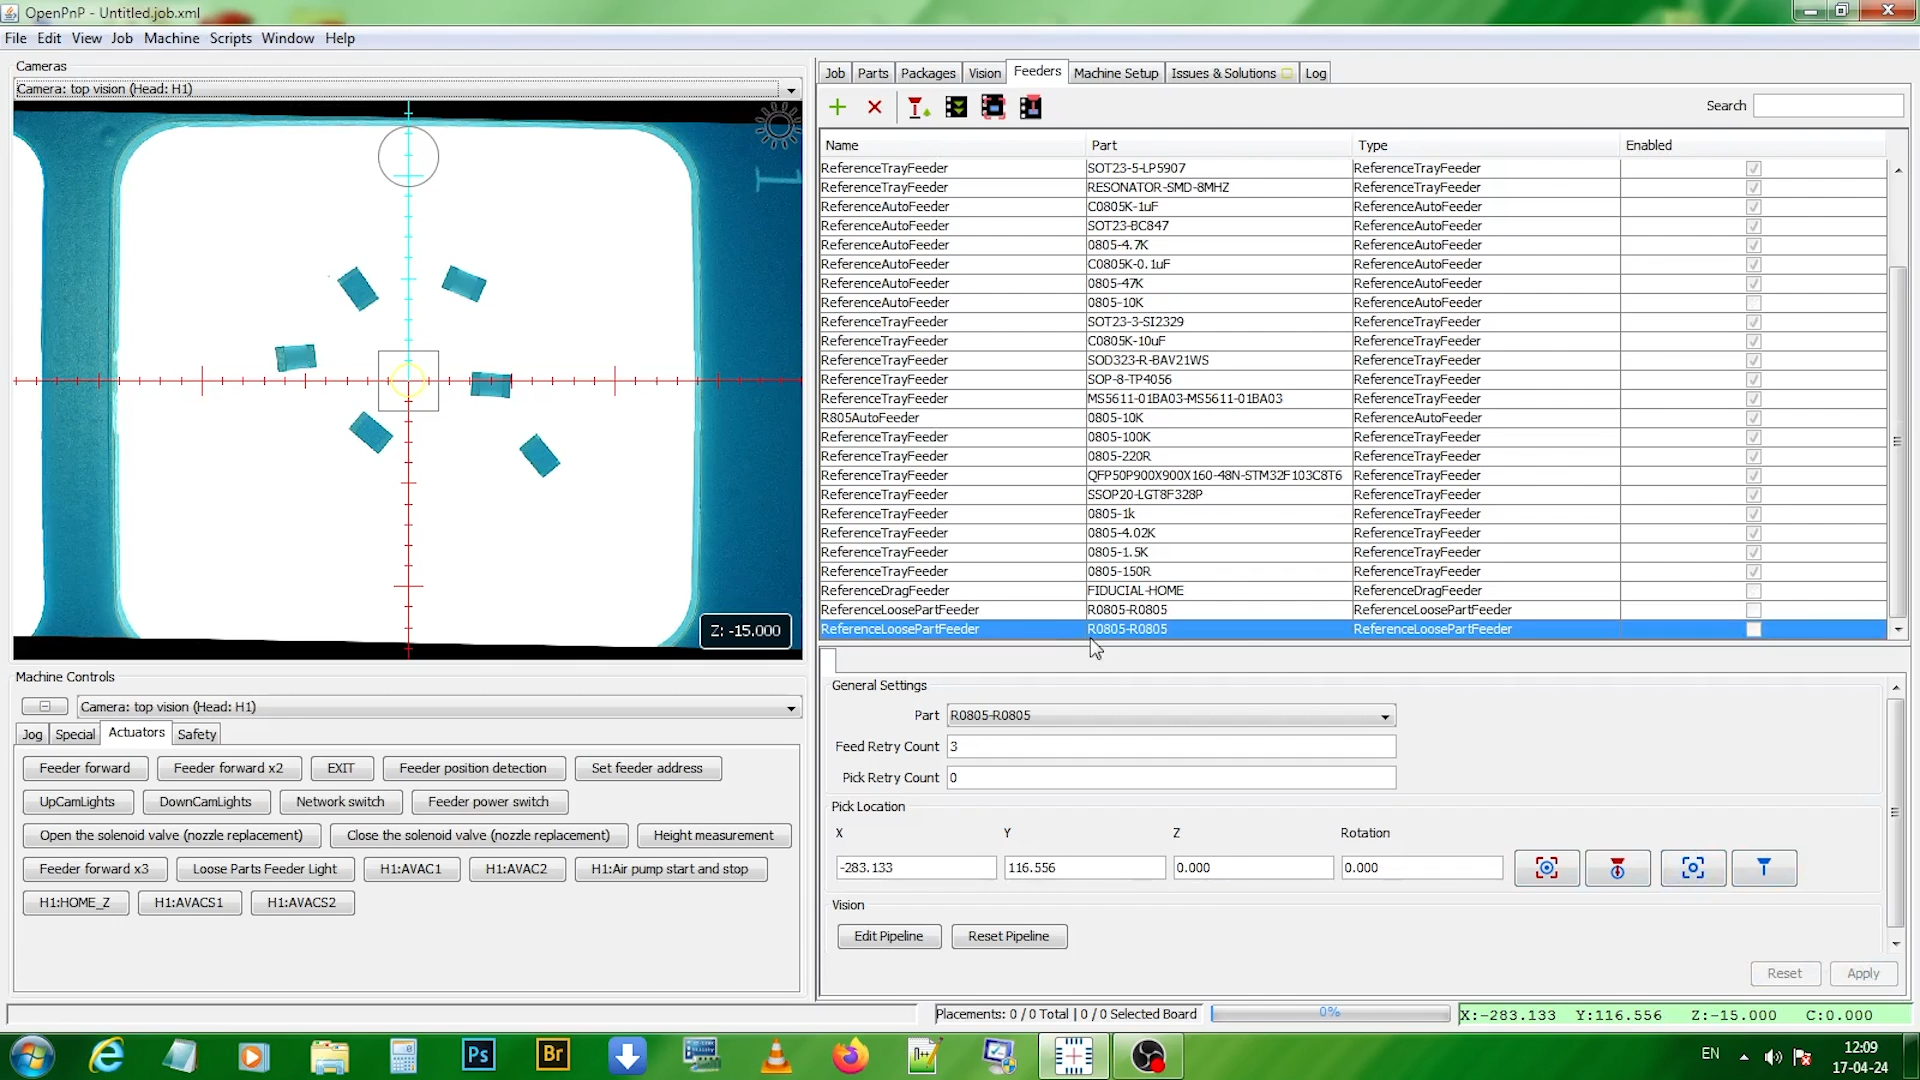 OpenPnP - Untitled.job.xml
File Edit View Job Machine Scripts Window Help
Cameras
Camera: top vision (Head: H1)
1
Z: -15.000
Machine Controls
Camera: top vision (Head: H1)
Jog Special Actuators Safety
Feeder forward Feeder forward x2 EXIT Feeder position detection Set feeder address
UpCamLights DownCamLights Network switch Feeder power switch
Open the solenoid valve (nozzle replacement) Close the solenoid valve (nozzle replacement) Height measurement
Feeder forward x3 Loose Parts Feeder Light H1:AVAC1 H1:AVAC2 H1:Air pump start and stop
H1:HOME_Z H1:AVACS1 H1:AVACS2
Job Parts Packages Vision Feeders Machine Setup Issues & Solutions Log
Search
Name Part Type Enabled
ReferenceTrayFeeder SOT23-5-LP5907 ReferenceTrayFeeder
ReferenceTrayFeeder RESONATOR-SMD-8MHZ ReferenceTrayFeeder
ReferenceAutoFeeder C0805K-1uF ReferenceAutoFeeder
ReferenceAutoFeeder SOT23-BC847 ReferenceAutoFeeder
ReferenceAutoFeeder 0805-4.7K ReferenceAutoFeeder
ReferenceAutoFeeder C0805K-0.1uF ReferenceAutoFeeder
ReferenceAutoFeeder 0805-47K ReferenceAutoFeeder
ReferenceAutoFeeder 0805-10K ReferenceAutoFeeder
ReferenceTrayFeeder SOT23-3-SI2329 ReferenceTrayFeeder
ReferenceTrayFeeder C0805K-10uF ReferenceTrayFeeder
ReferenceTrayFeeder SOD323-R-BAV21WS ReferenceTrayFeeder
ReferenceTrayFeeder SOP-8-TP4056 ReferenceTrayFeeder
ReferenceTrayFeeder MS5611-01BA03-MS5611-01BA03 ReferenceTrayFeeder
R805AutoFeeder 0805-10K ReferenceAutoFeeder
ReferenceTrayFeeder 0805-100K ReferenceTrayFeeder
ReferenceTrayFeeder 0805-220R ReferenceTrayFeeder
ReferenceTrayFeeder QFP50P900X900X160-48N-STM32F103C8T6 ReferenceTrayFeeder
ReferenceTrayFeeder SSOP20-LGT8F328P ReferenceTrayFeeder
ReferenceTrayFeeder 0805-1k ReferenceTrayFeeder
ReferenceTrayFeeder 0805-4.02K ReferenceTrayFeeder
ReferenceTrayFeeder 0805-1.5K ReferenceTrayFeeder
ReferenceTrayFeeder 0805-150R ReferenceTrayFeeder
ReferenceDragFeeder FIDUCIAL-HOME ReferenceDragFeeder
ReferenceLoosePartFeeder R0805-R0805 ReferenceLoosePartFeeder
ReferenceLoosePartFeeder R0805-R0805 ReferenceLoosePartFeeder
General Settings
Part R0805-R0805
Feed Retry Count 3
Pick Retry Count 0
Pick Location
X Y Z Rotation
-283.133 116.556 0.000 0.000
Vision
Edit Pipeline Reset Pipeline
Reset Apply
Placements: 0 / 0 Total | 0 / 0 Selected Board 0% X:-283.133 Y:116.556 Z:-15.000 C:0.000
Ps Br EN 12:09
17-04-24